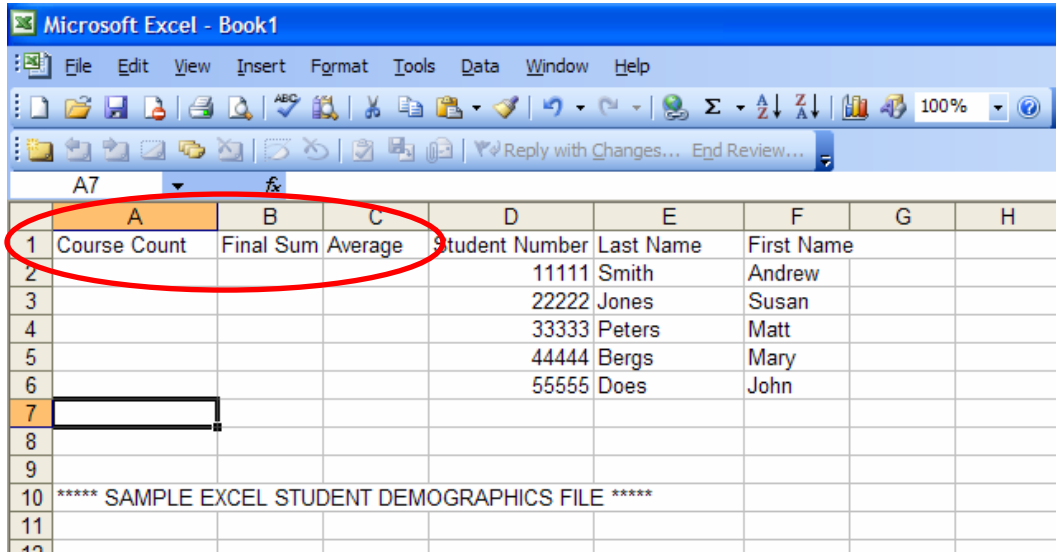 Microsoft Excel - Book1
File Edit View Insert Format Tools Data Window Help
ABC Σ A Z Z A 100% ?
Reply with Changes... End Review...
A7 fx
A B C D E F G H
1 Course Count Final Sum Average Student Number Last Name First Name
2 11111 Smith Andrew
3 22222 Jones Susan
4 33333 Peters Matt
5 44444 Bergs Mary
6 55555 Does John
7
8
9
10 ***** SAMPLE EXCEL STUDENT DEMOGRAPHICS FILE *****
11
12